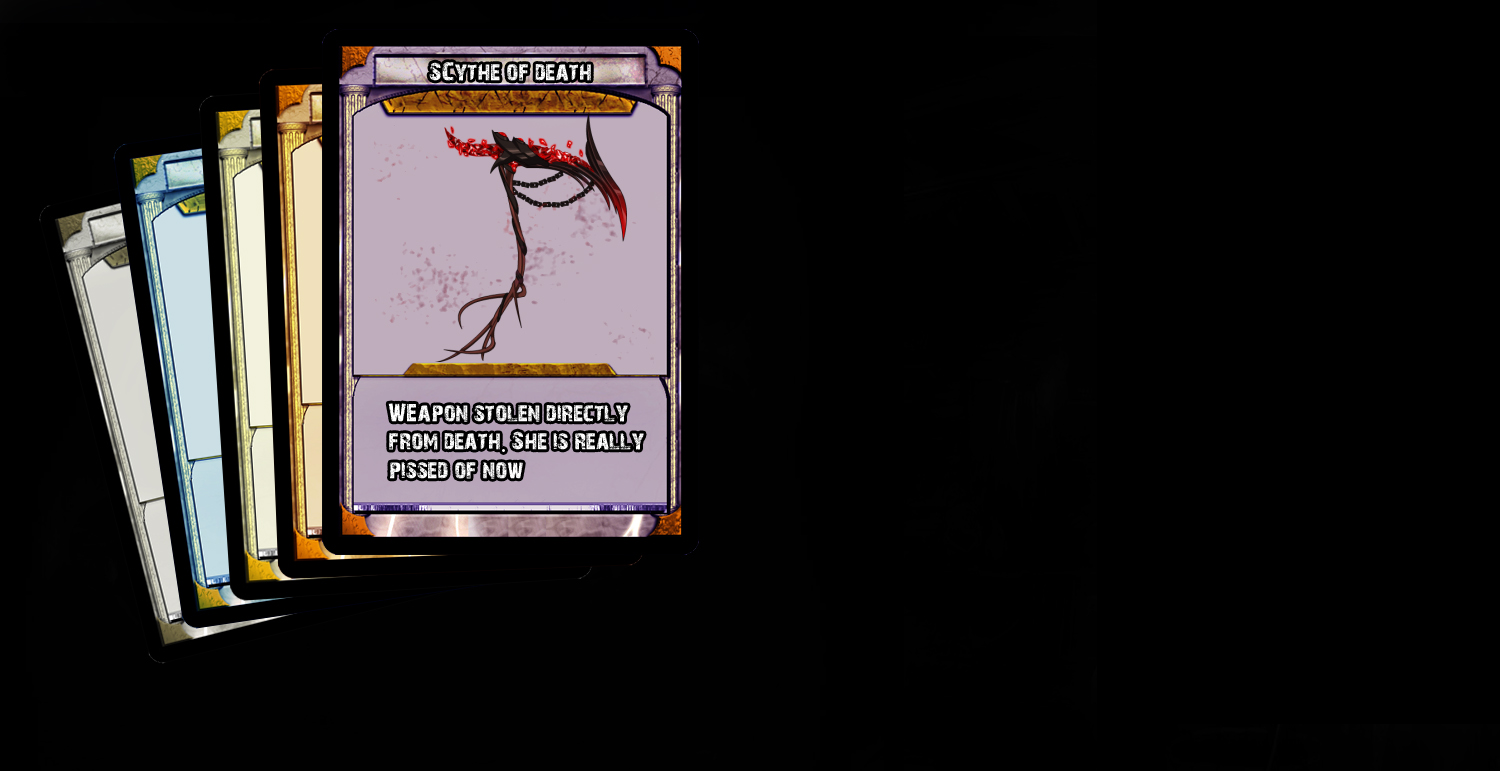 SCYTHE OF DEATH
WEAPON STOLEN DIRECTLY
FROM DEATH, SHE IS REALLY
PISSED OF NOW